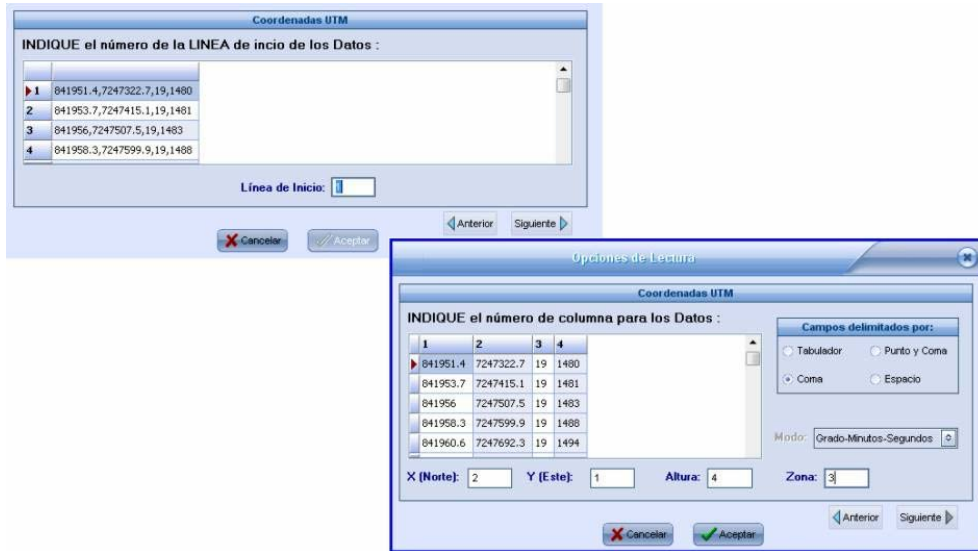 Coordenadas UTM
INDIQUE el número de la LINEA de incio de los Datos :
1 841951.4,7247322.7,19,1480
2 841953.7,7247415.1,19,1481
3 841956,7247507.5,19,1483
4 841958.3,7247599.9,19,1488
Línea de Inicio: 1
Anterior Siguiente
Cancelar Aceptar
Opciones de Lectura
Coordenadas UTM
INDIQUE el número de columna para los Datos :
1 2 3 4
841951.4 7247322.7 19 1480
841953.7 7247415.1 19 1481
841956 7247507.5 19 1483
841958.3 7247599.9 19 1488
841960.6 7247692.3 19 1494
Campos delimitados por:
Tabulador Punto y Coma
Coma Espacio
Modo: Grado-Minutos-Segundos
X (Norte): 2 Y (Este): 1 Altura: 4 Zona: 3
Anterior Siguiente
Cancelar Aceptar